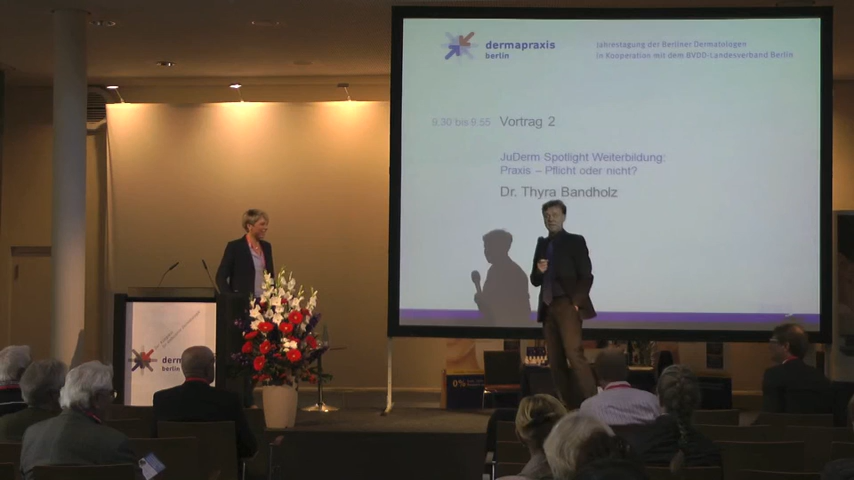 dermapraxis
berlin
Jahrestagung der Berliner Dermatologen
in Kooperation mit dem BVDD-Landesverband Berlin
9.30 bis 9.55 Vortrag 2
JuDerm Spotlight Weiterbildung:
Praxis – Pflicht oder nicht?
Dr. Thyra Bandholz
derma
berlin
0%